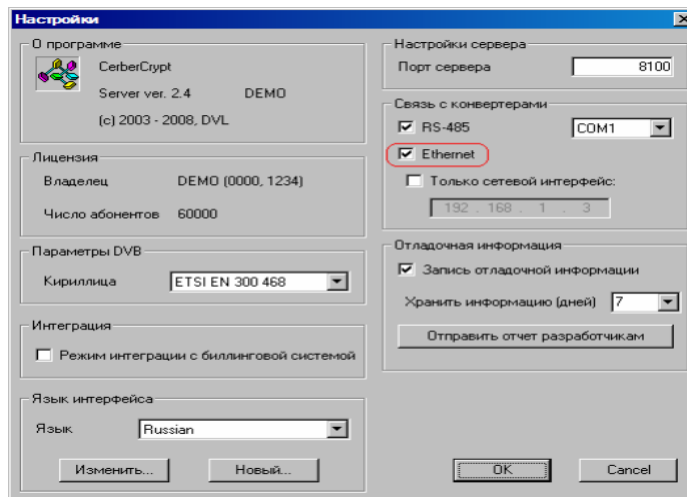 Настройки
О программе
CerberCrypt
Server ver. 2.4 DEMO
(c) 2003 - 2008, DVL
Лицензия
Владелец DEMO (0000, 1234)
Число абонентов 60000
Параметры DVB
Кириллица ETSI EN 300 468
Интеграция
Режим интеграции с биллинговой системой
Язык интерфейса
Язык Russian
Изменить... Новый...
Настройки сервера
Порт сервера 8100
Связь с конвертерами
RS-485 COM1
Ethernet
Только сетевой интерфейс:
192 . 168 . 1 . 3
Отладочная информация
Запись отладочной информации
Хранить информацию (дней) 7
Отправить отчет разработчикам
OK Cancel